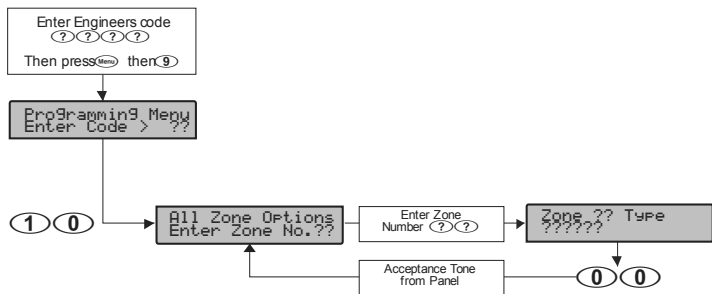 Enter Engineers code
? ? ? ?
Then press Menu then 9
Programming Menu
Enter Code > ??
1 0
All Zone Options
Enter Zone No.??
Enter Zone
Number ? ?
Zone ?? Type
??????
Acceptance Tone
from Panel
0 0